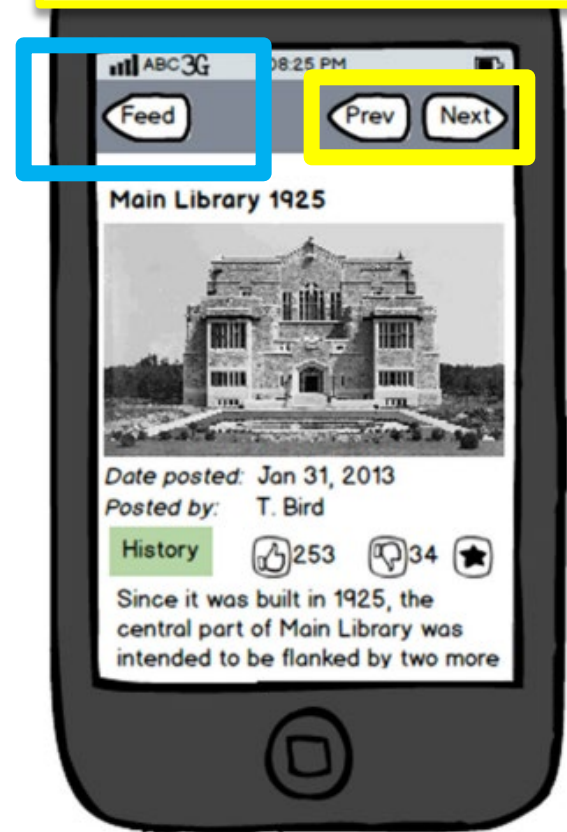 ABC 3G 08:25 PM
Feed Prev Next
Main Library 1925
Date posted: Jan 31, 2013
Posted by: T. Bird
History 253 34
Since it was built in 1925, the
central part of Main Library was
intended to be flanked by two more